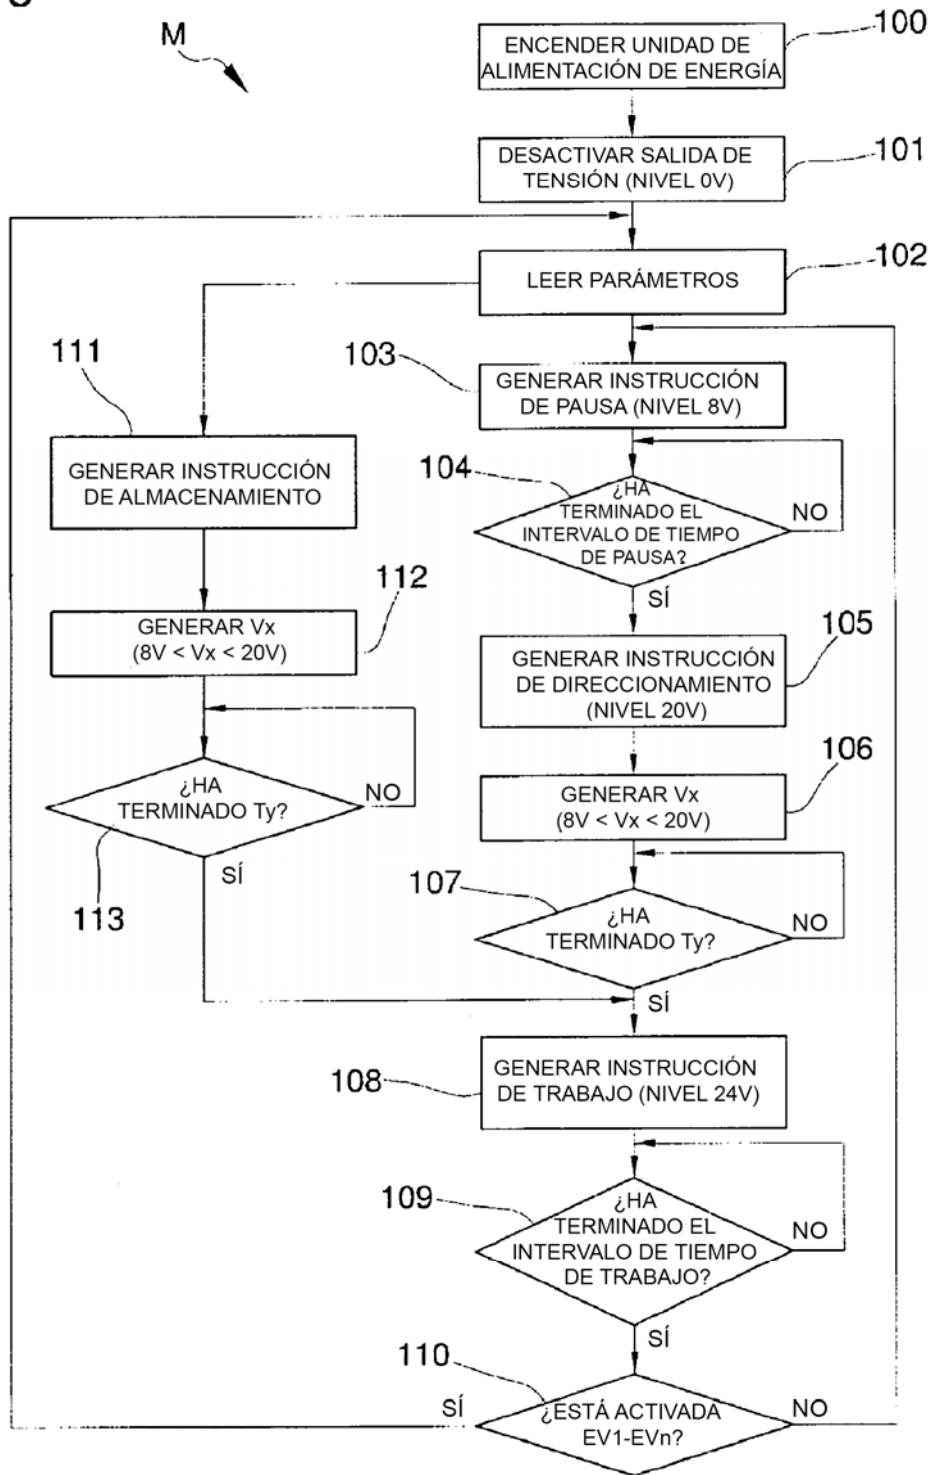 M
100
ENCENDER UNIDAD DE
ALIMENTACIÓN DE ENERGÍA
101
DESACTIVAR SALIDA DE
TENSIÓN (NIVEL 0V)
102
LEER PARÁMETROS
103
GENERAR INSTRUCCIÓN
DE PAUSA (NIVEL 8V)
111
GENERAR INSTRUCCIÓN
DE ALMACENAMIENTO
104
¿HA
TERMINADO EL
INTERVALO DE TIEMPO
DE PAUSA?
NO
SÍ
112
GENERAR Vx
(8V < Vx < 20V)
105
GENERAR INSTRUCCIÓN
DE DIRECCIONAMIENTO
(NIVEL 20V)
106
GENERAR Vx
(8V < Vx < 20V)
¿HA
TERMINADO Ty?
NO
SÍ
113
107
¿HA
TERMINADO Ty?
NO
SÍ
108
GENERAR INSTRUCCIÓN
DE TRABAJO (NIVEL 24V)
109
¿HA
TERMINADO EL
INTERVALO DE TIEMPO
DE TRABAJO?
NO
SÍ
110
SÍ
¿ESTÁ ACTIVADA
EV1-EVn?
NO